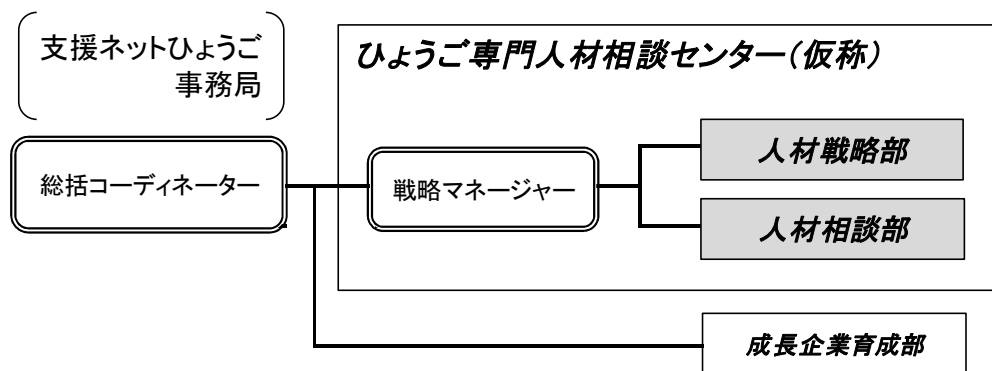 支援ネットひょうご
事務局
ひょうご専門人材相談センター（仮称）
総括コーディネーター
戦略マネージャー
人材戦略部
人材相談部
成長企業育成部